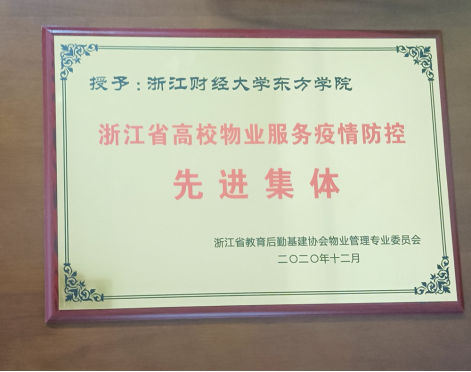 授予：浙江财经大学东方学院
浙江省高校物业服务疫情防控
先进集体
浙江省教育后勤基建协会物业管理专业委员会
二〇二〇年十二月